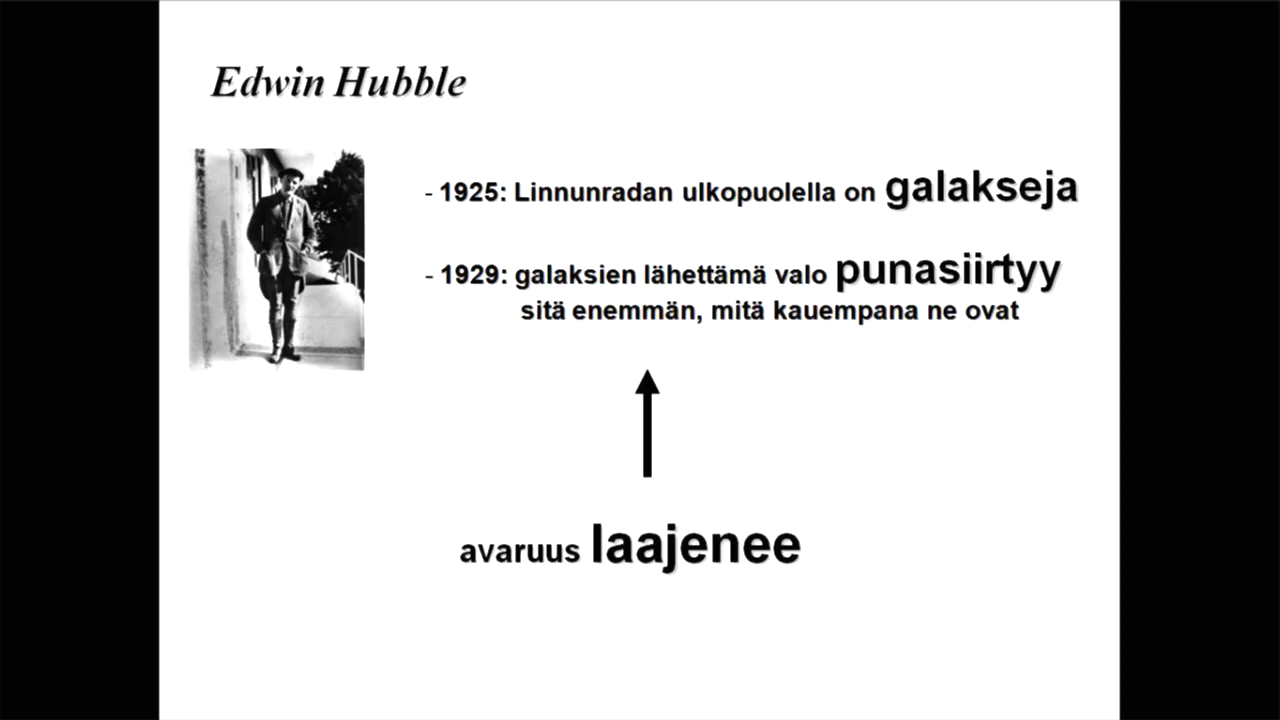 Edwin Hubble
- 1925: Linnunradan ulkopuolella on galakseja
- 1929: galaksien lähettämä valo punasiirtyy
sitä enemmän, mitä kauempana ne ovat
avaruus laajenee